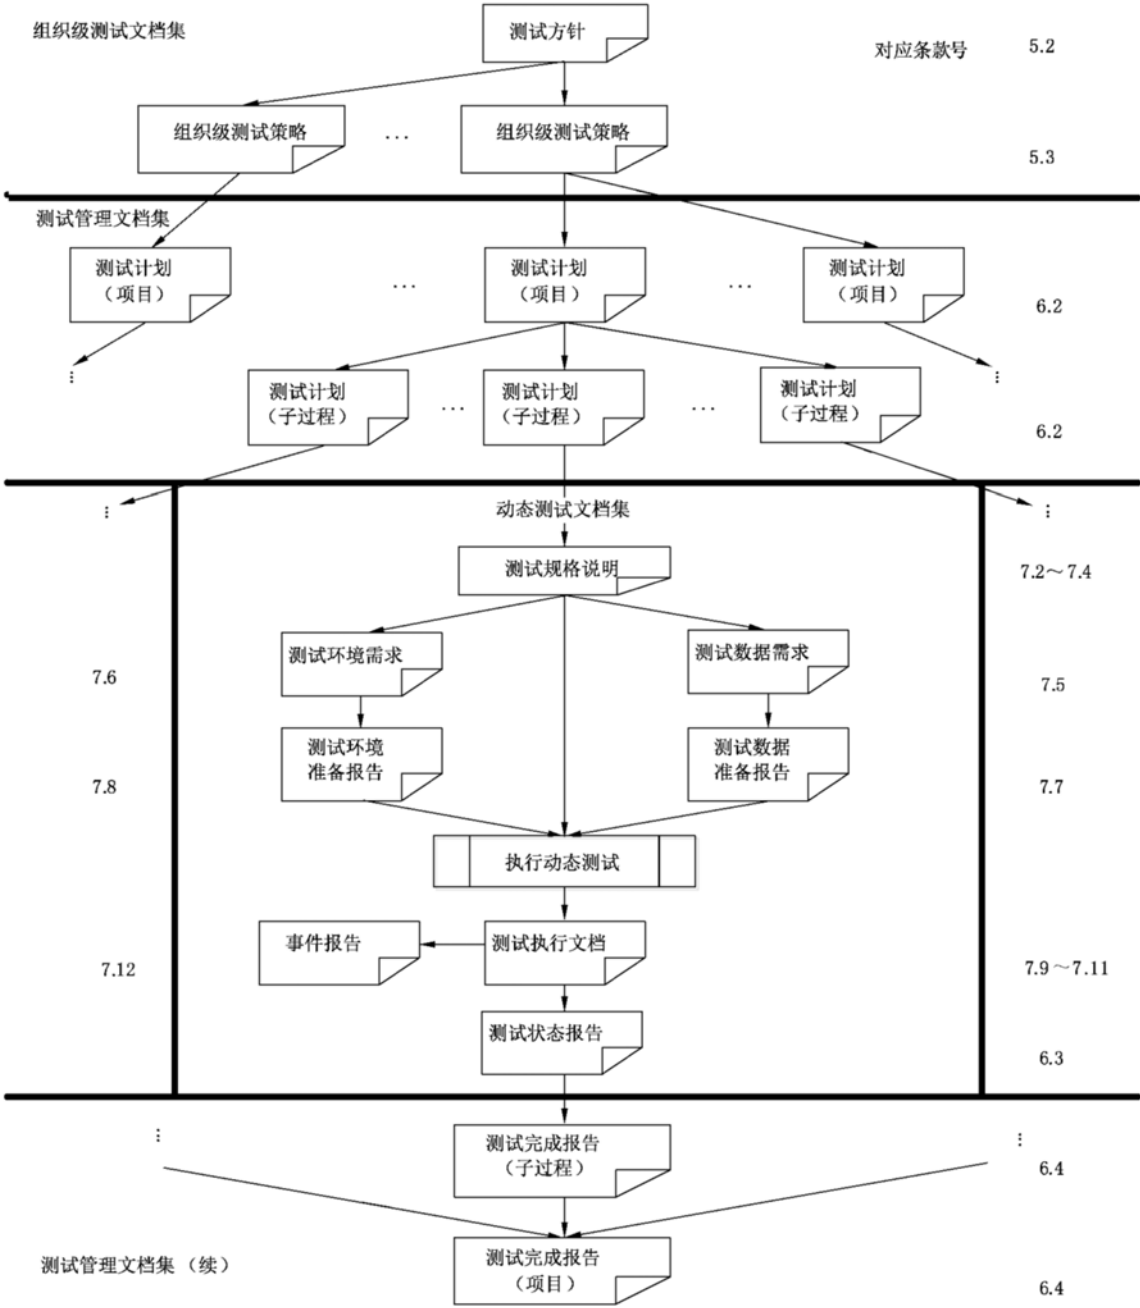 组织级测试文档集
测试方针
对应条款号
5.2
组织级测试策略
...
组织级测试策略
5.3
测试管理文档集
测试计划
（项目）
...
测试计划
（项目）
...
测试计划
（项目）
6.2
...
...
测试计划
（子过程）
...
测试计划
（子过程）
...
测试计划
（子过程）
6.2
...
动态测试文档集
...
测试规格说明
7.2～7.4
7.6
测试环境需求
测试数据需求
7.5
7.8
测试环境
准备报告
测试数据
准备报告
7.7
执行动态测试
7.12
事件报告
测试执行文档
7.9～7.11
测试状态报告
6.3
...
测试完成报告
（子过程）
...
6.4
测试管理文档集（续）
测试完成报告
（项目）
6.4